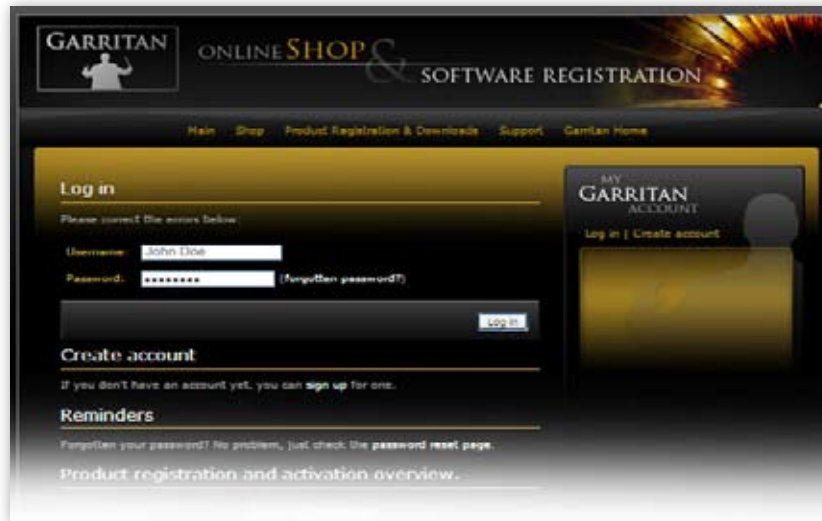 GARRITAN
ONLINE SHOP & SOFTWARE REGISTRATION
Main Shop Product Registration & Downloads Support Garritan Home
Log in
Please correct the errors below:
Username: John Doe
Password: •••••••• (forgotten password?)
Log in
Create account
If you don't have an account yet, you can sign up for one.
Reminders
Forgotten your password? No problem, just check the password reset page.
Product registration and activation overview.
MY
GARRITAN
ACCOUNT
Log in | Create account